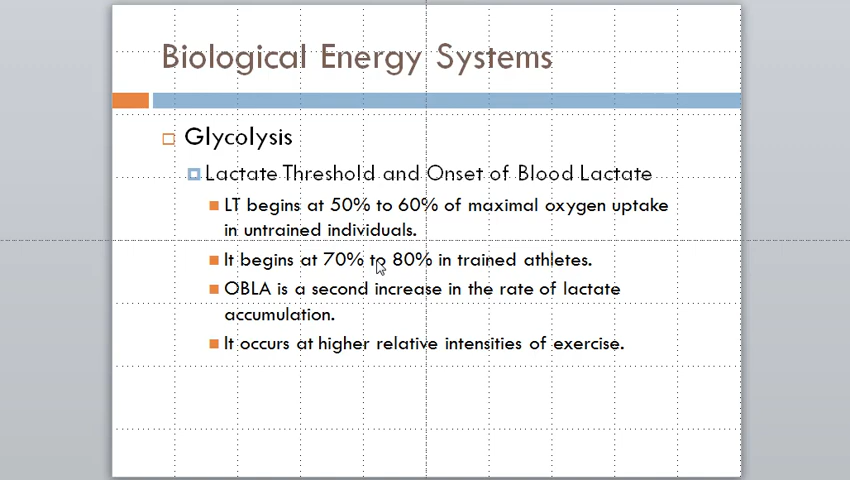 Biological Energy Systems
Glycolysis
Lactate Threshold and Onset of Blood Lactate
LT begins at 50% to 60% of maximal oxygen uptake
in untrained individuals.
It begins at 70% to 80% in trained athletes.
OBLA is a second increase in the rate of lactate
accumulation.
It occurs at higher relative intensities of exercise.